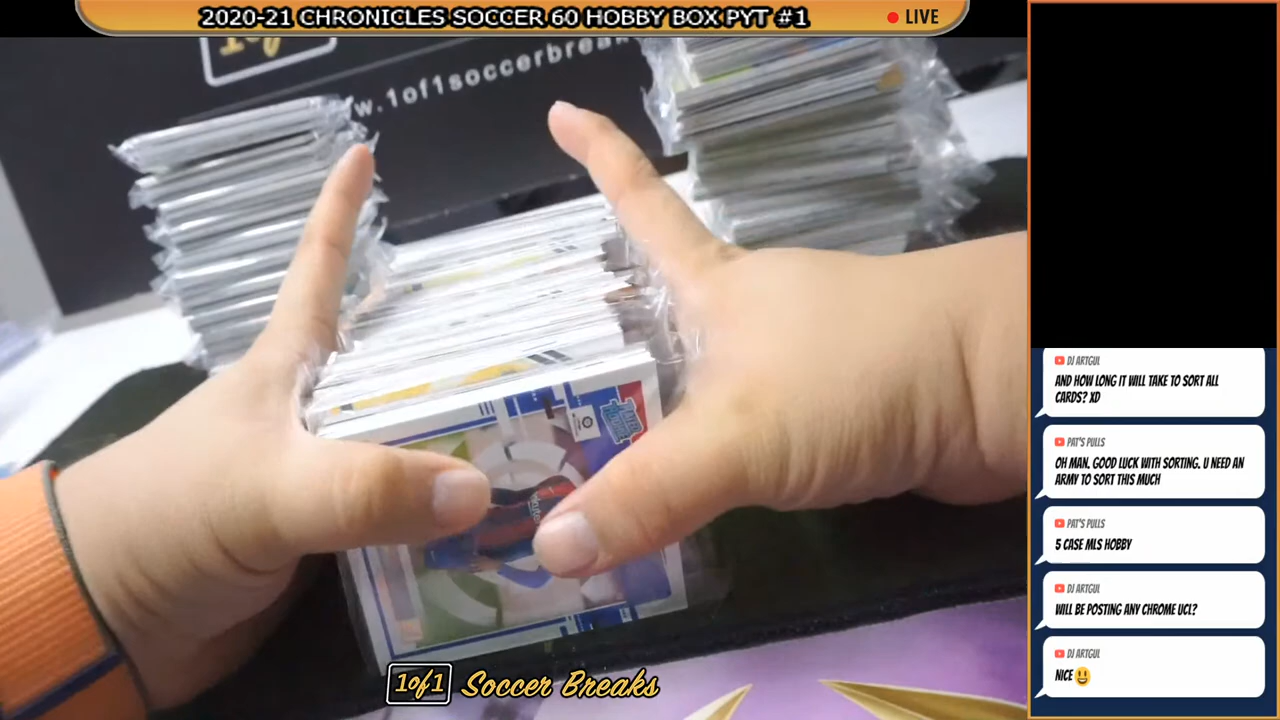 2020-21 CHRONICLES SOCCER 60 HOBBY BOX PYT #1
LIVE
w.1of1soccerbreak
DJ ARTGUL
AND HOW LONG IT WILL TAKE TO SORT ALL
CARDS? XD
PAT'S PULLS
OH MAN. GOOD LUCK WITH SORTING. U NEED AN
ARMY TO SORT THIS MUCH
PAT'S PULLS
5 CASE MLS HOBBY
DJ ARTGUL
WILL BE POSTING ANY CHROME UCL?
DJ ARTGUL
NICE 😃
1of1 Soccer Breaks